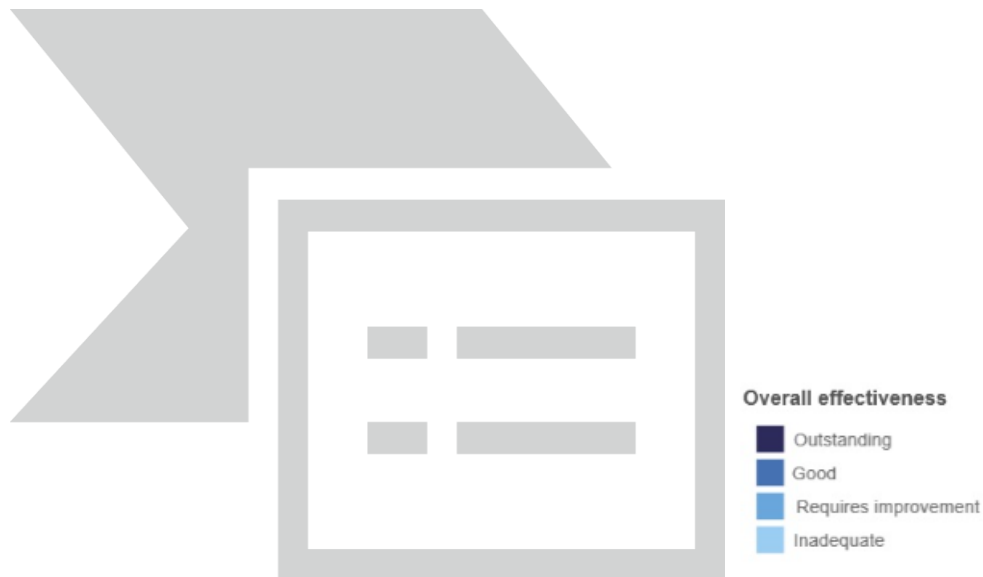 Overall effectiveness
Outstanding
Good
Requires improvement
Inadequate